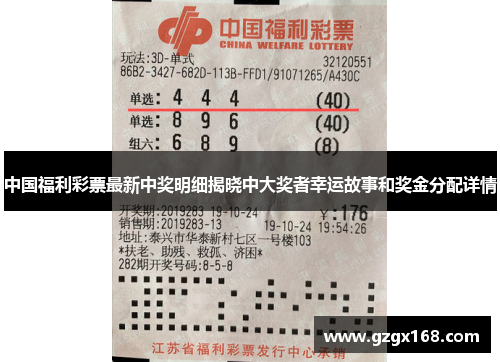 中国福利彩票
CHINA WELFARE LOTTERY
玩法:3D-单式
32120551
86B2-3427-682D-113B-FFD1/91071265/A430C
单选: 4 4 4 (40)
单选: 8 9 6 (40)
组六: 6 8 9 (8)
中国福利彩票最新中奖明细揭晓中大奖者幸运故事和奖金分配详情
开奖期:2019283 19-10-24 ¥:176
销售期:2019283-13 19-10-24 19:54:26
地址:泰兴市华泰新村七区一号楼103
*扶老、助残、救孤、济困*
282期开奖号码:8-5-8
江苏省福利彩票发行中心承销
www.gzgx168.com